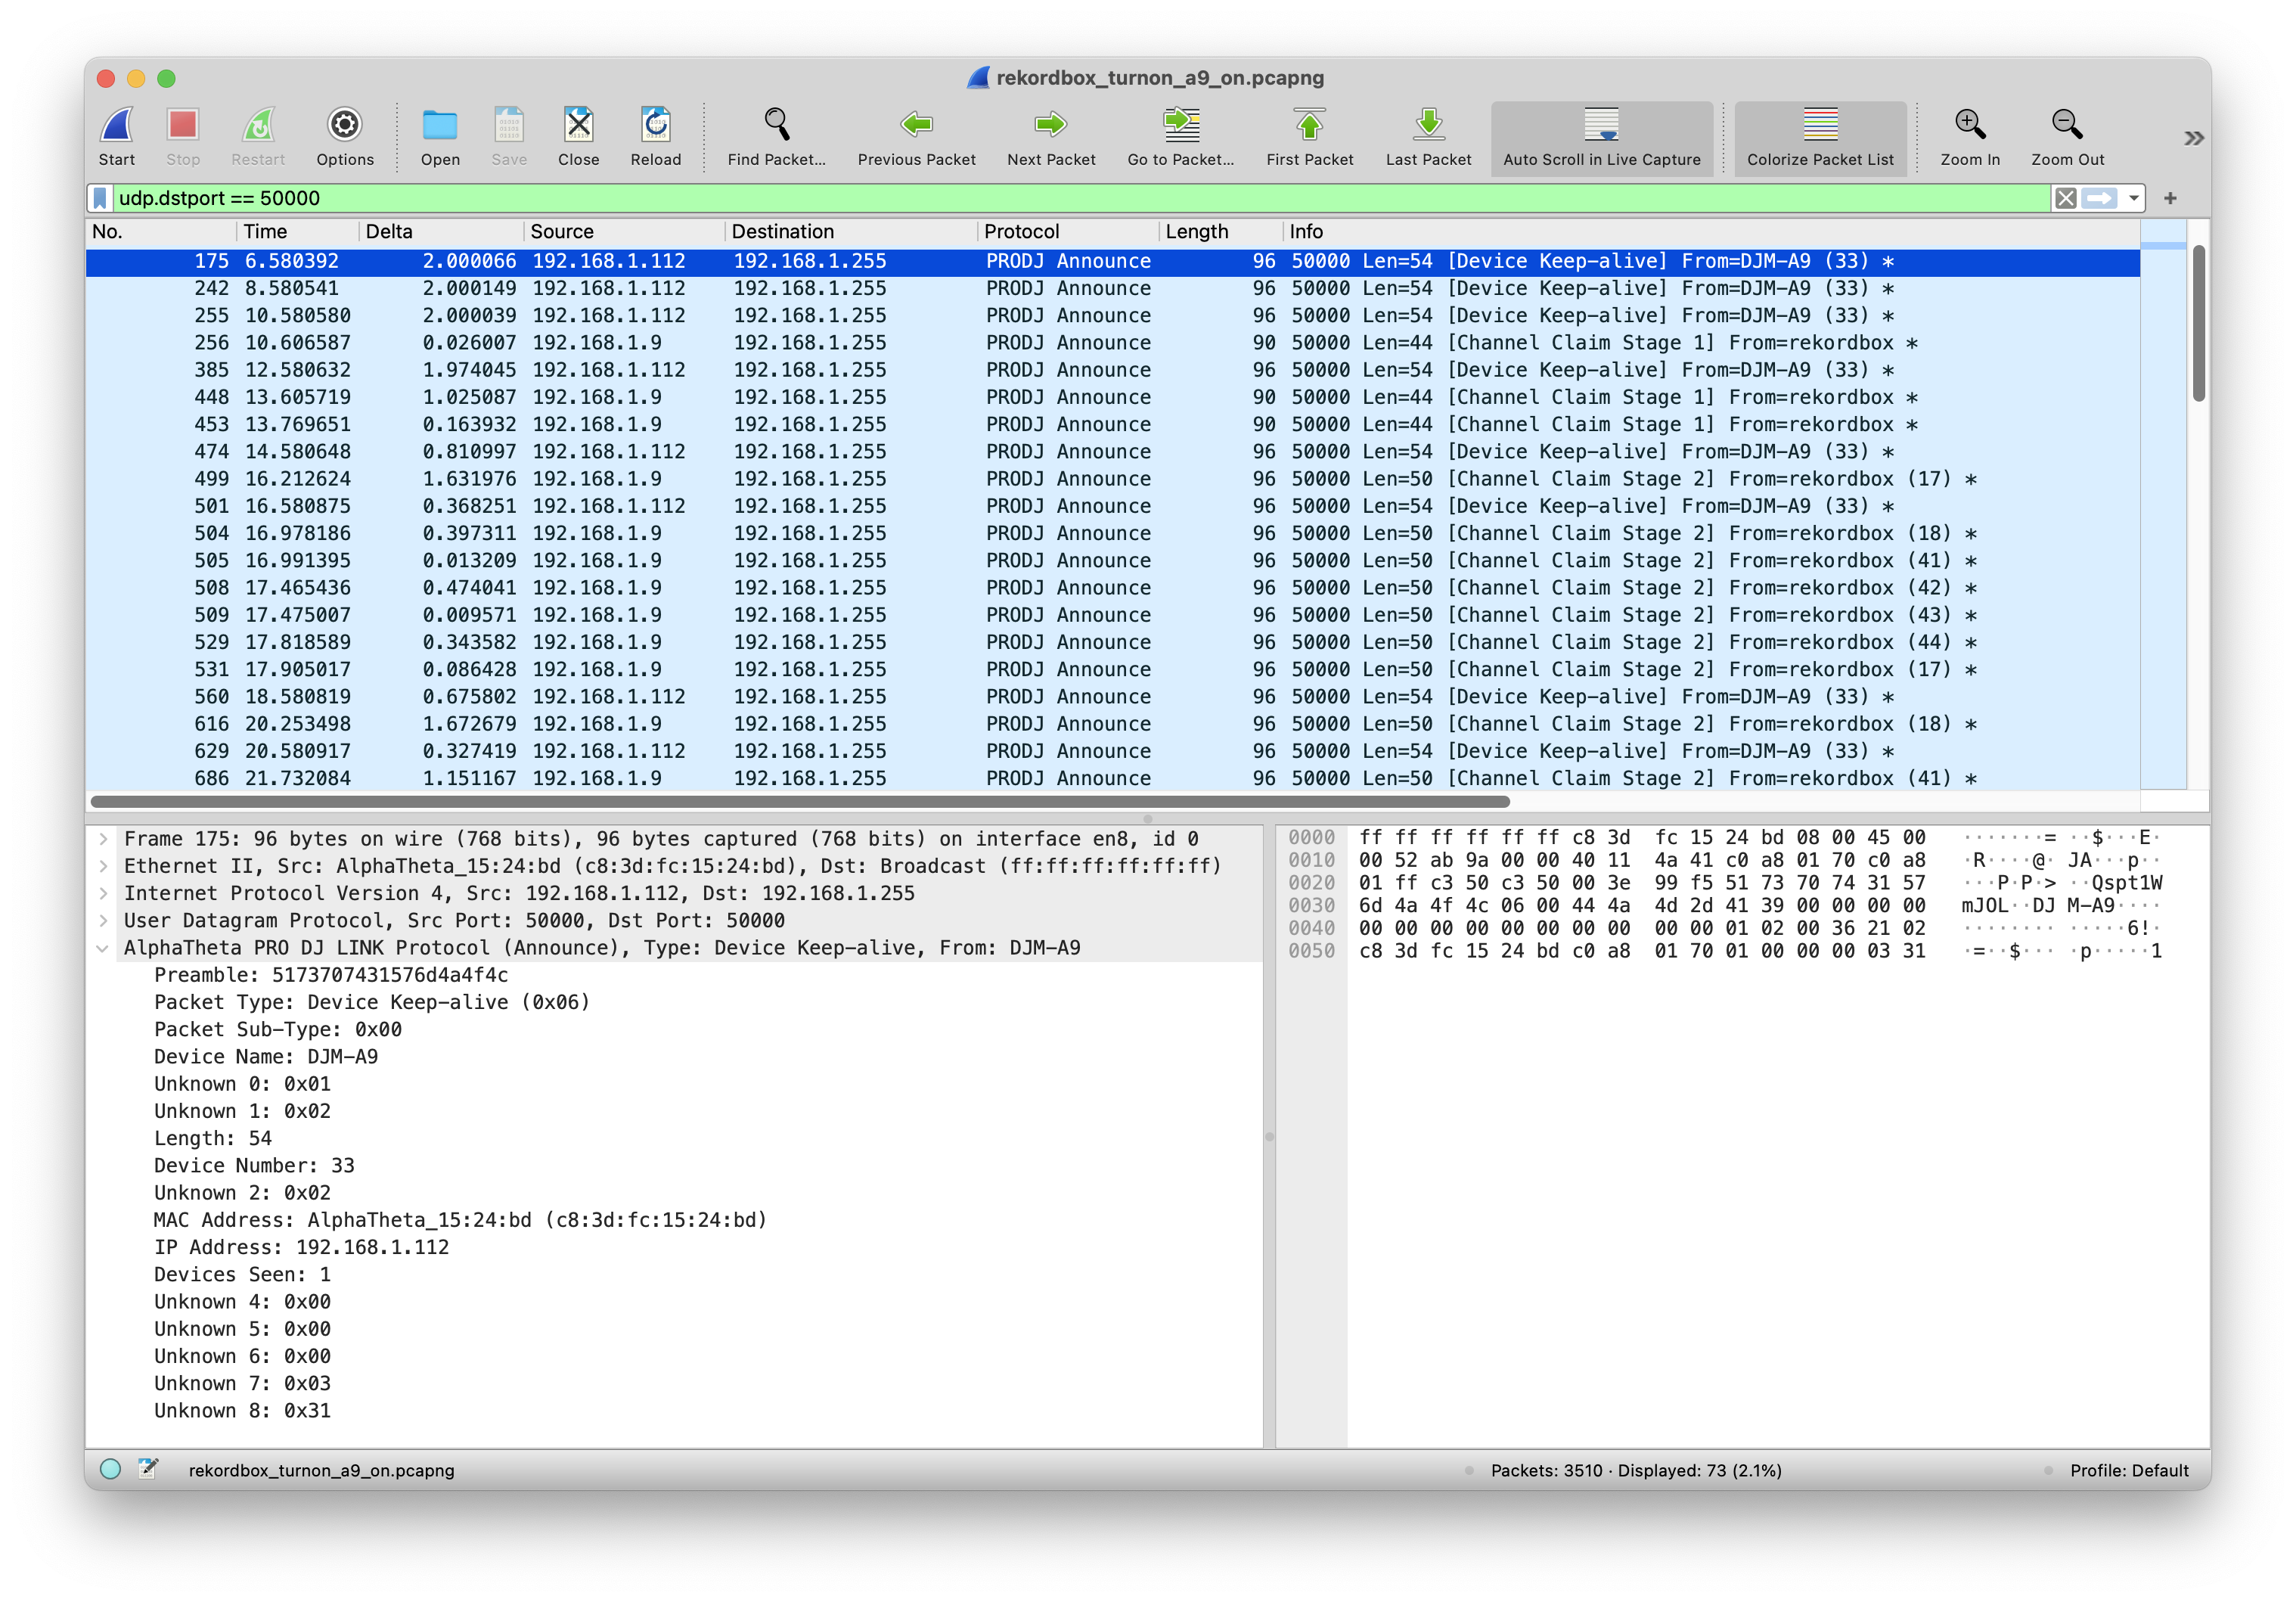 rekordbox_turnon_a9_on.pcapng
Start Stop Restart Options Open Save Close Reload Find Packet... Previous Packet Next Packet Go to Packet... First Packet Last Packet Auto Scroll in Live Capture Colorize Packet List Zoom In Zoom Out
udp.dstport == 50000
No. Time Delta Source Destination Protocol Length Info
175 6.580392 2.000066 192.168.1.112 192.168.1.255 PRODJ Announce 96 50000 Len=54 [Device Keep-alive] From=DJM-A9 (33) *
242 8.580541 2.000149 192.168.1.112 192.168.1.255 PRODJ Announce 96 50000 Len=54 [Device Keep-alive] From=DJM-A9 (33) *
255 10.580580 2.000039 192.168.1.112 192.168.1.255 PRODJ Announce 96 50000 Len=54 [Device Keep-alive] From=DJM-A9 (33) *
256 10.606587 0.026007 192.168.1.9 192.168.1.255 PRODJ Announce 90 50000 Len=44 [Channel Claim Stage 1] From=rekordbox *
385 12.580632 1.974045 192.168.1.112 192.168.1.255 PRODJ Announce 96 50000 Len=54 [Device Keep-alive] From=DJM-A9 (33) *
448 13.605719 1.025087 192.168.1.9 192.168.1.255 PRODJ Announce 90 50000 Len=44 [Channel Claim Stage 1] From=rekordbox *
453 13.769651 0.163932 192.168.1.9 192.168.1.255 PRODJ Announce 90 50000 Len=44 [Channel Claim Stage 1] From=rekordbox *
474 14.580648 0.810997 192.168.1.112 192.168.1.255 PRODJ Announce 96 50000 Len=54 [Device Keep-alive] From=DJM-A9 (33) *
499 16.212624 1.631976 192.168.1.9 192.168.1.255 PRODJ Announce 96 50000 Len=50 [Channel Claim Stage 2] From=rekordbox (17) *
501 16.580875 0.368251 192.168.1.112 192.168.1.255 PRODJ Announce 96 50000 Len=54 [Device Keep-alive] From=DJM-A9 (33) *
504 16.978186 0.397311 192.168.1.9 192.168.1.255 PRODJ Announce 96 50000 Len=50 [Channel Claim Stage 2] From=rekordbox (18) *
505 16.991395 0.013209 192.168.1.9 192.168.1.255 PRODJ Announce 96 50000 Len=50 [Channel Claim Stage 2] From=rekordbox (41) *
508 17.465436 0.474041 192.168.1.9 192.168.1.255 PRODJ Announce 96 50000 Len=50 [Channel Claim Stage 2] From=rekordbox (42) *
509 17.475007 0.009571 192.168.1.9 192.168.1.255 PRODJ Announce 96 50000 Len=50 [Channel Claim Stage 2] From=rekordbox (43) *
529 17.818589 0.343582 192.168.1.9 192.168.1.255 PRODJ Announce 96 50000 Len=50 [Channel Claim Stage 2] From=rekordbox (44) *
531 17.905017 0.086428 192.168.1.9 192.168.1.255 PRODJ Announce 96 50000 Len=50 [Channel Claim Stage 2] From=rekordbox (17) *
560 18.580819 0.675802 192.168.1.112 192.168.1.255 PRODJ Announce 96 50000 Len=54 [Device Keep-alive] From=DJM-A9 (33) *
616 20.253498 1.672679 192.168.1.9 192.168.1.255 PRODJ Announce 96 50000 Len=50 [Channel Claim Stage 2] From=rekordbox (18) *
629 20.580917 0.327419 192.168.1.112 192.168.1.255 PRODJ Announce 96 50000 Len=54 [Device Keep-alive] From=DJM-A9 (33) *
686 21.732084 1.151167 192.168.1.9 192.168.1.255 PRODJ Announce 96 50000 Len=50 [Channel Claim Stage 2] From=rekordbox (41) *
Frame 175: 96 bytes on wire (768 bits), 96 bytes captured (768 bits) on interface en8, id 0
Ethernet II, Src: AlphaTheta_15:24:bd (c8:3d:fc:15:24:bd), Dst: Broadcast (ff:ff:ff:ff:ff:ff)
Internet Protocol Version 4, Src: 192.168.1.112, Dst: 192.168.1.255
User Datagram Protocol, Src Port: 50000, Dst Port: 50000
AlphaTheta PRO DJ LINK Protocol (Announce), Type: Device Keep-alive, From: DJM-A9
Preamble: 5173707431576d4a4f4c
Packet Type: Device Keep-alive (0x06)
Packet Sub-Type: 0x00
Device Name: DJM-A9
Unknown 0: 0x01
Unknown 1: 0x02
Length: 54
Device Number: 33
Unknown 2: 0x02
MAC Address: AlphaTheta_15:24:bd (c8:3d:fc:15:24:bd)
IP Address: 192.168.1.112
Devices Seen: 1
Unknown 4: 0x00
Unknown 5: 0x00
Unknown 6: 0x00
Unknown 7: 0x03
Unknown 8: 0x31
0000 ff ff ff ff ff ff c8 3d fc 15 24 bd 08 00 45 00 ·······= ··$···E·
0010 00 52 ab 9a 00 00 40 11 4a 41 c0 a8 01 70 c0 a8 ·R····@· JA···p··
0020 01 ff c3 50 c3 50 00 3e 99 f5 51 73 70 74 31 57 ···P·P·> ··Qspt1W
0030 6d 4a 4f 4c 06 00 44 4a 4d 2d 41 39 00 00 00 00 mJOL··DJ M-A9····
0040 00 00 00 00 00 00 00 00 00 00 01 02 00 36 21 02 ········ ·····6!·
0050 c8 3d fc 15 24 bd c0 a8 01 70 01 00 00 00 03 31 ·=··$··· ·p·····1
rekordbox_turnon_a9_on.pcapng
Packets: 3510 · Displayed: 73 (2.1%)
Profile: Default